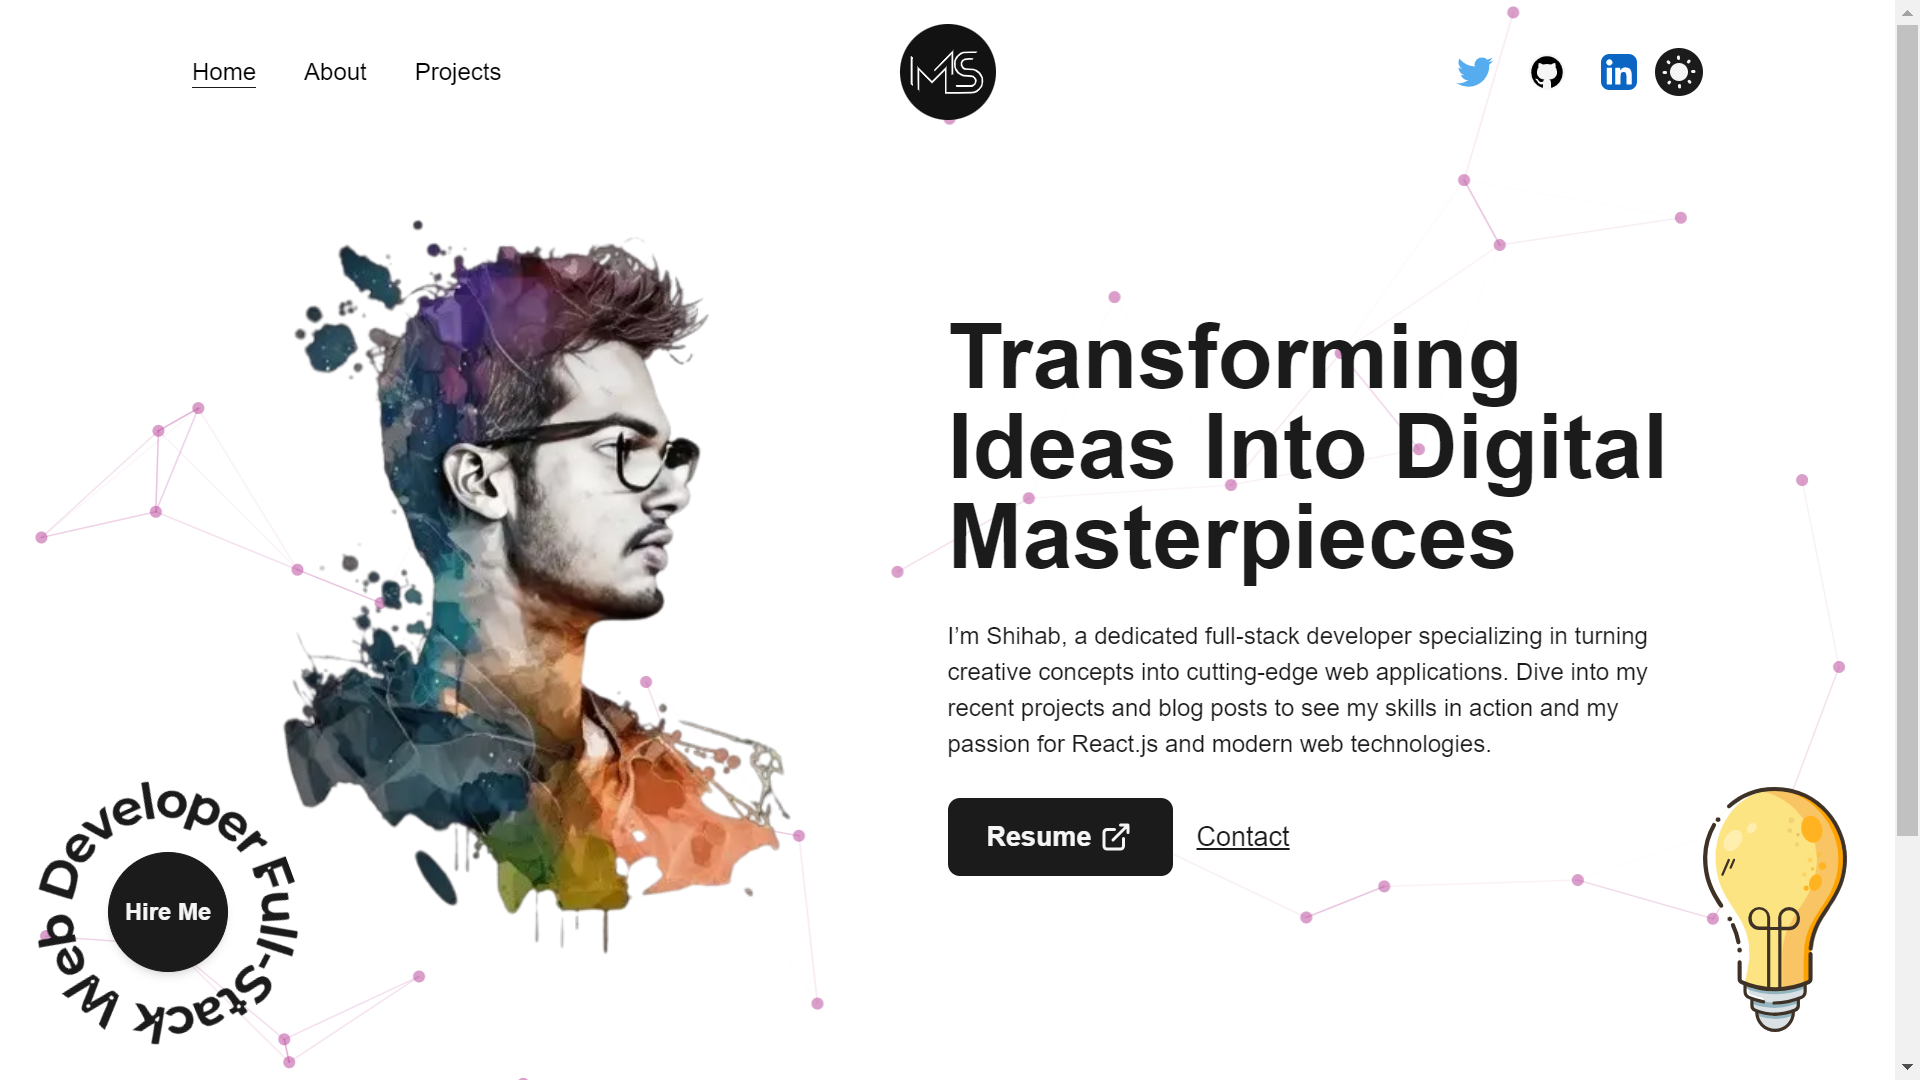 Home
About
Projects
MS
in
Transforming
Ideas Into Digital
Masterpieces
I’m Shihab, a dedicated full-stack developer specializing in turning
creative concepts into cutting-edge web applications. Dive into my
recent projects and blog posts to see my skills in action and my
passion for React.js and modern web technologies.
Resume
Contact
Web Developer Full-Stack
Hire Me